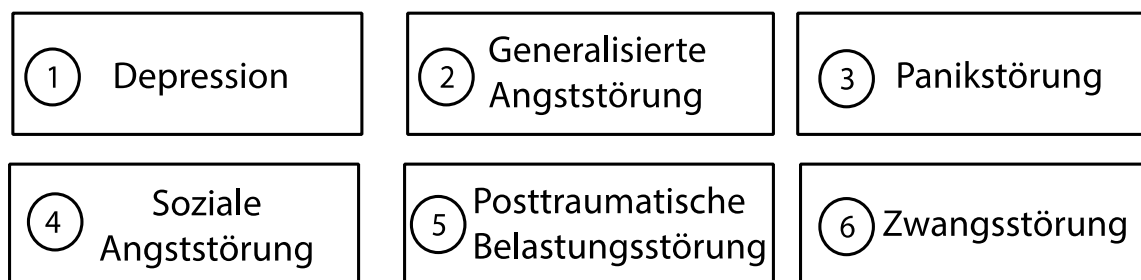 1 Depression
2 Generalisierte
Angststörung
3 Panikstörung
4 Soziale
Angststörung
5 Posttraumatische
Belastungsstörung
6 Zwangsstörung